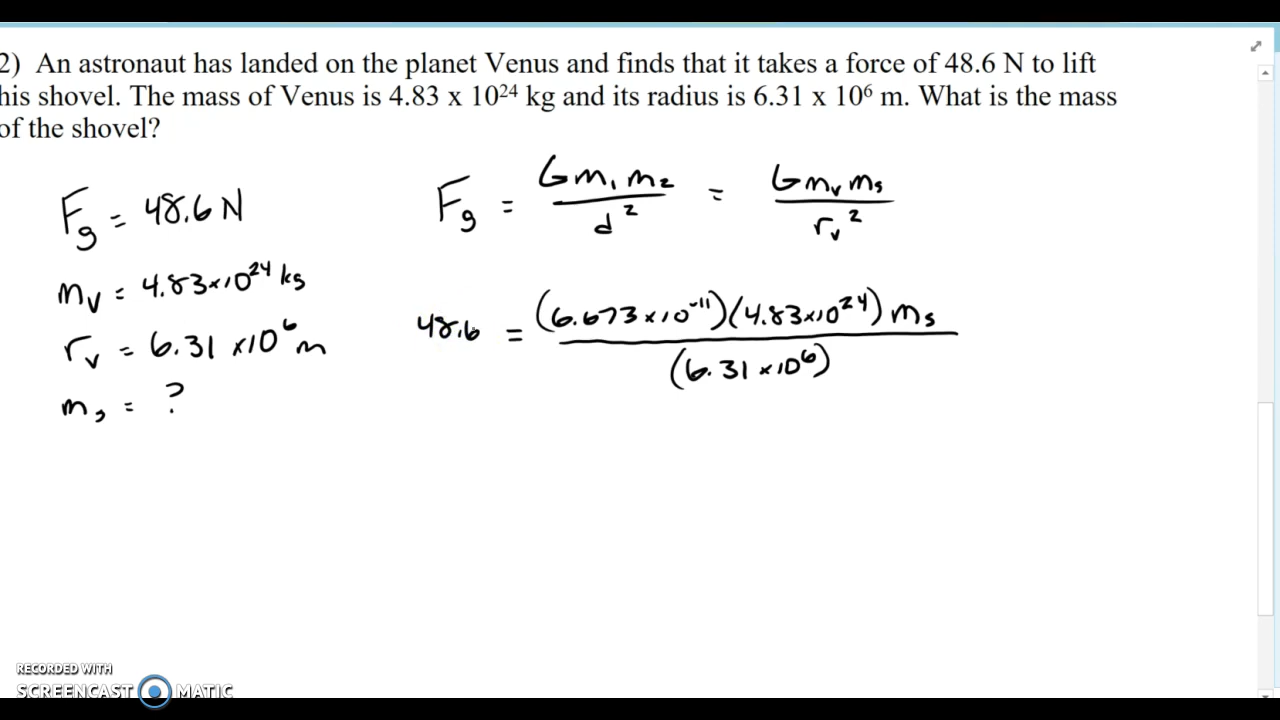 2) An astronaut has landed on the planet Venus and finds that it takes a force of 48.6 N to lift
his shovel. The mass of Venus is 4.83 x 10²⁴ kg and its radius is 6.31 x 10⁶ m. What is the mass
of the shovel?
Fg = 48.6 N
mv = 4.83×10²⁴ kg
rv = 6.31 ×10⁶ m
ms = ?
Fg = Gm₁m₂ / d² = Gmvms / rv²
48.6 = (6.673×10⁻¹¹)(4.83×10²⁴)ms / (6.31×10⁶)
RECORDED WITH
SCREENCAST MATIC